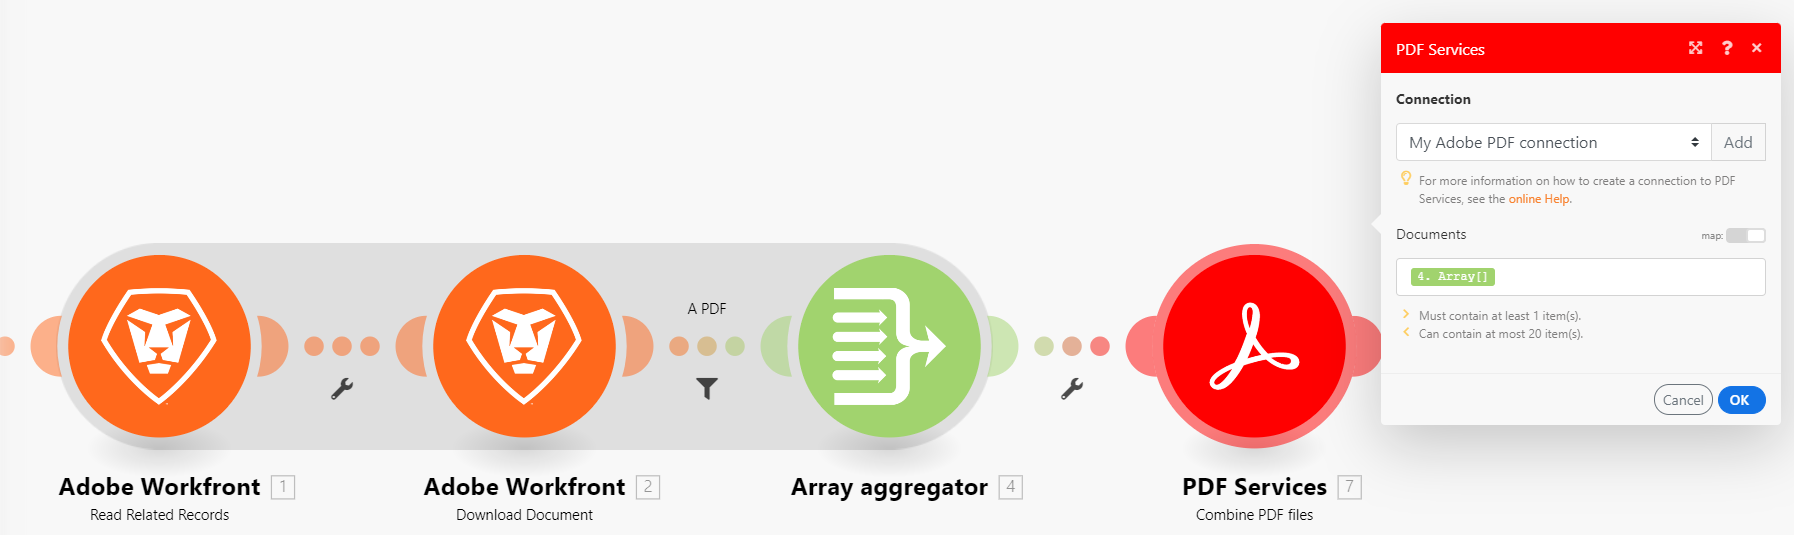 PDF Services
?
Connection
My Adobe PDF connection
Add
For more information on how to create a connection to PDF
Services, see the online Help.
Documents
map:
4. Array[]
Must contain at least 1 item(s).
Can contain at most 20 item(s).
Cancel
OK
A PDF
Adobe Workfront 1
Read Related Records
Adobe Workfront 2
Download Document
Array aggregator 4
PDF Services 7
Combine PDF files